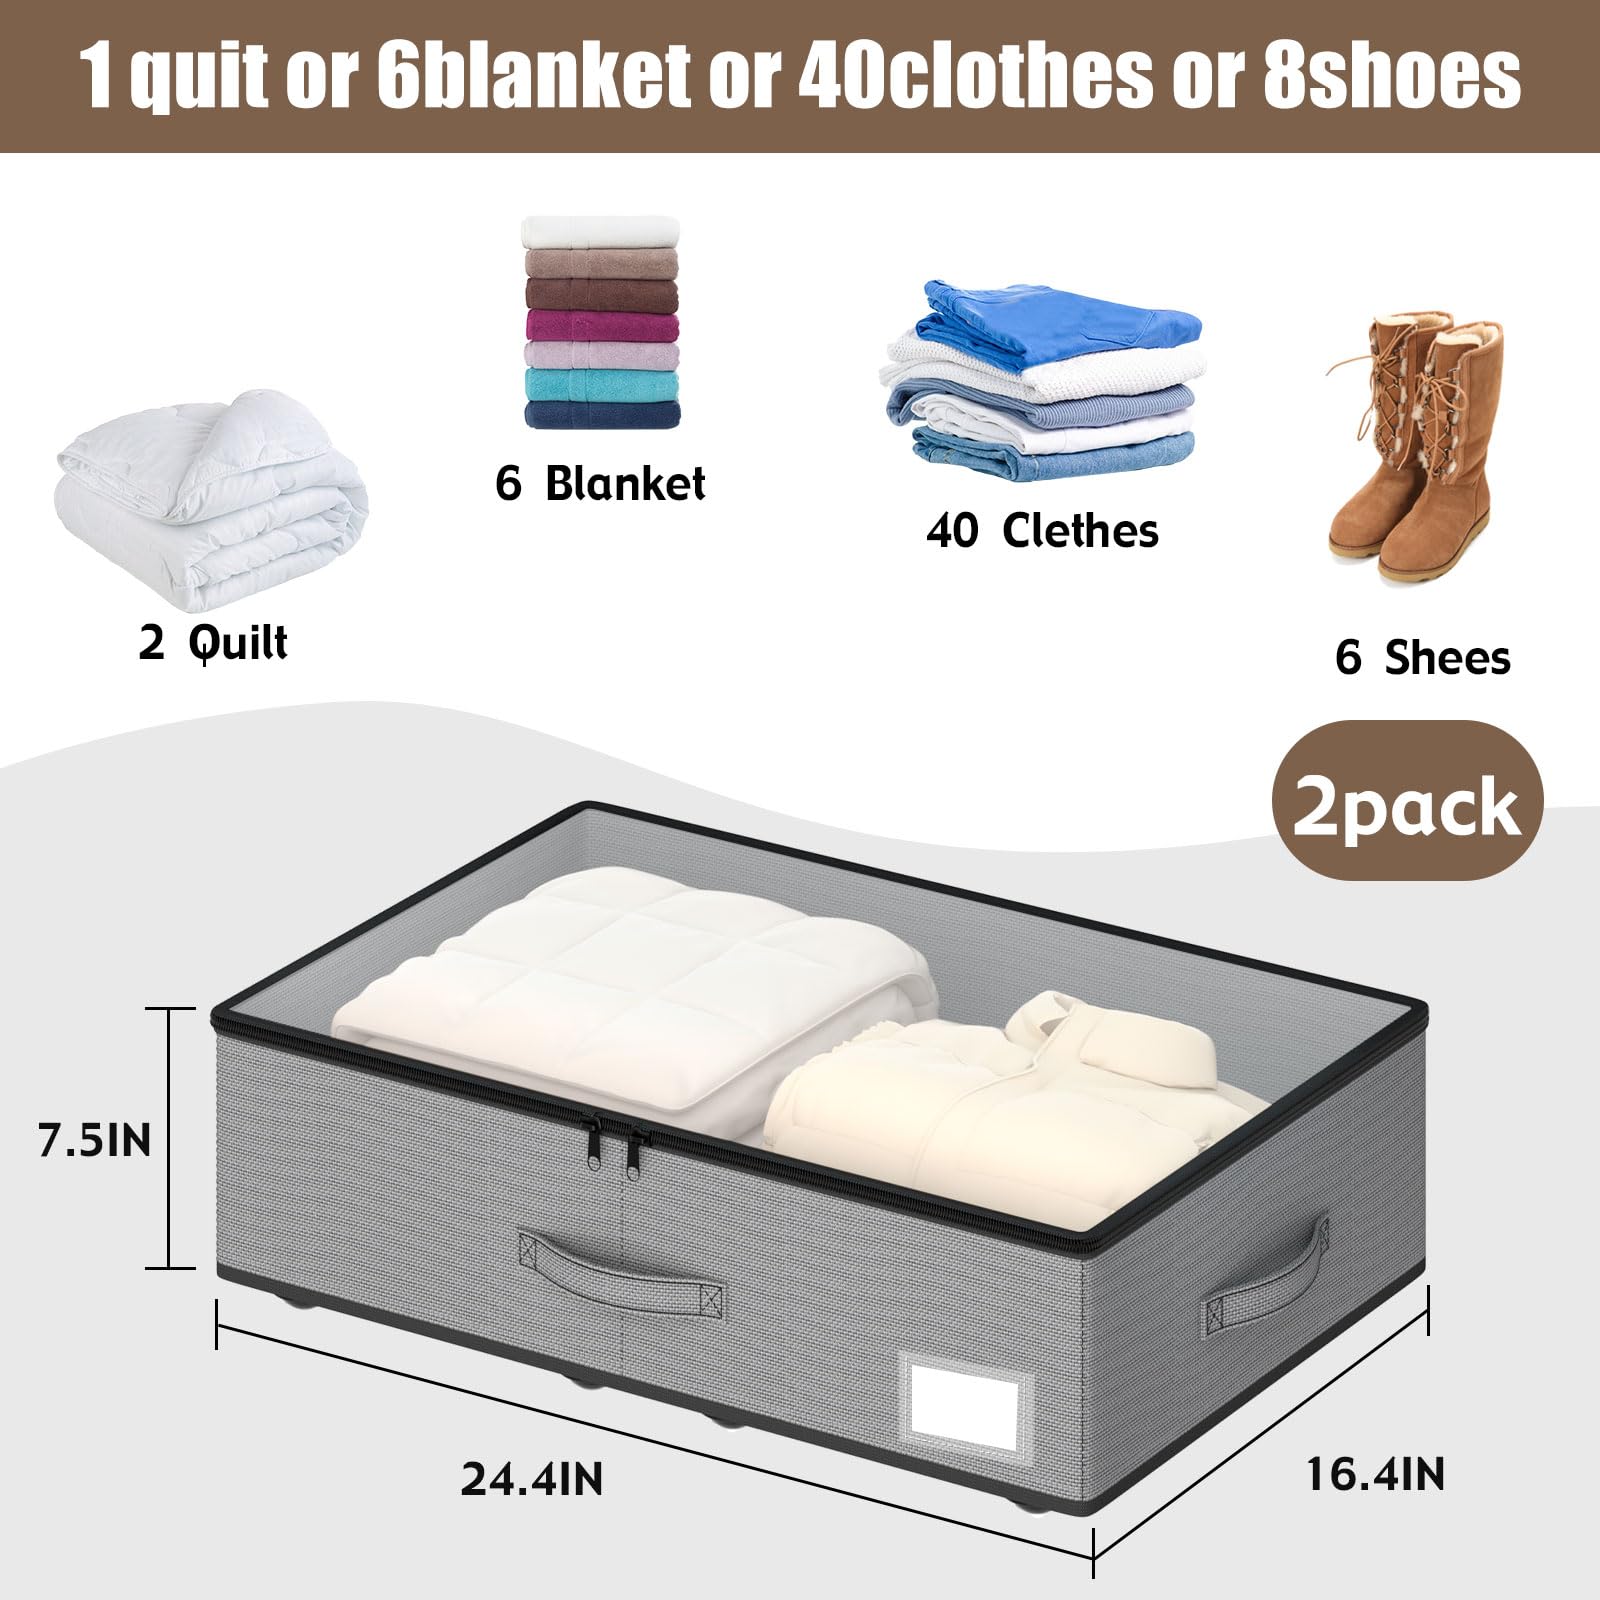 1 quit or 6blanket or 40clothes or 8shoes
6 Blanket
40 Clethes
2 Quilt
6 Shees
2pack
7.5IN
24.4IN
16.4IN